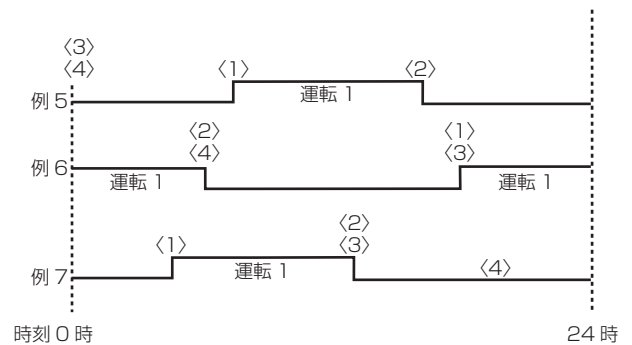 〈3〉
〈4〉 〈1〉 〈2〉
例 5 運転 1
〈2〉 〈1〉
〈4〉 〈3〉
例 6 運転 1 運転 1
〈2〉
〈1〉 〈3〉
例 7 運転 1 〈4〉
時刻 0 時 24 時